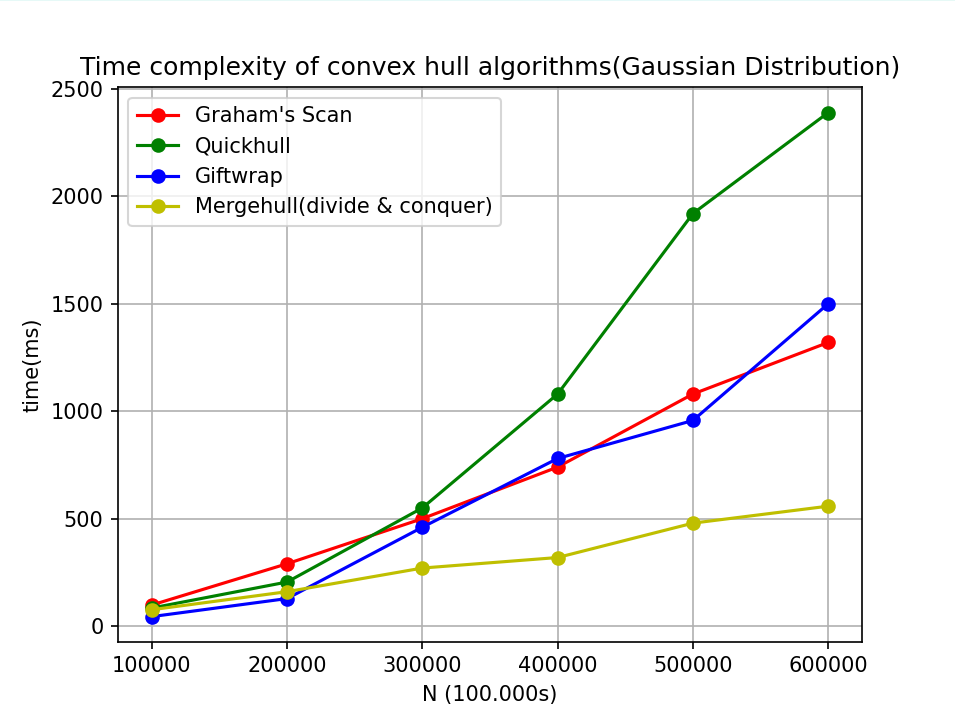 Time complexity of convex hull algorithms(Gaussian Distribution)
Graham's Scan
Quickhull
Giftwrap
Mergehull(divide & conquer)
2500
2000
1500
1000
500
0
time(ms)
100000 200000 300000 400000 500000 600000
N (100.000s)